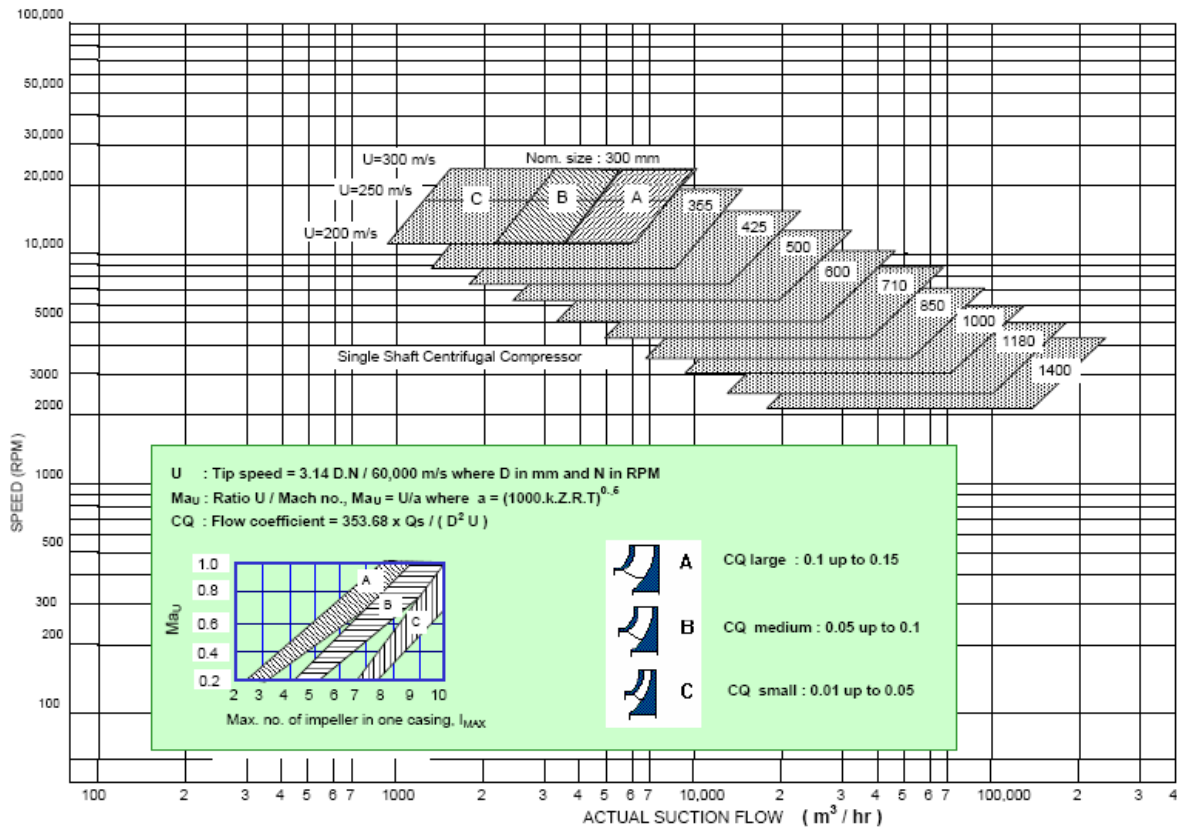 100,000
50,000
30,000
20,000
10,000
5000
3000
2000
1000
500
300
200
100
SPEED (RPM)
U=300 m/s
U=250 m/s
U=200 m/s
Nom. size : 300 mm
C
B
A
355
425
500
600
710
850
1000
1180
1400
Single Shaft Centrifugal Compressor
U : Tip speed = 3.14 D.N / 60,000 m/s where D in mm and N in RPM
MaU : Ratio U / Mach no., MaU = U/a where a = (1000.k.Z.R.T)^0.,5
CQ : Flow coefficient = 353.68 x Qs / ( D² U )
1.0
0.8
0.6
0.4
0.2
MaU
A
B
C
2 3 4 5 6 7 8 9 10
Max. no. of impeller in one casing, IMAX
A CQ large : 0.1 up to 0.15
B CQ medium : 0.05 up to 0.1
C CQ small : 0.01 up to 0.05
100 2 3 4 5 6 7 1000 2 3 4 5 6 7 10,000 2 3 4 5 6 7 100,000 2 3 4
ACTUAL SUCTION FLOW ( m³ / hr )